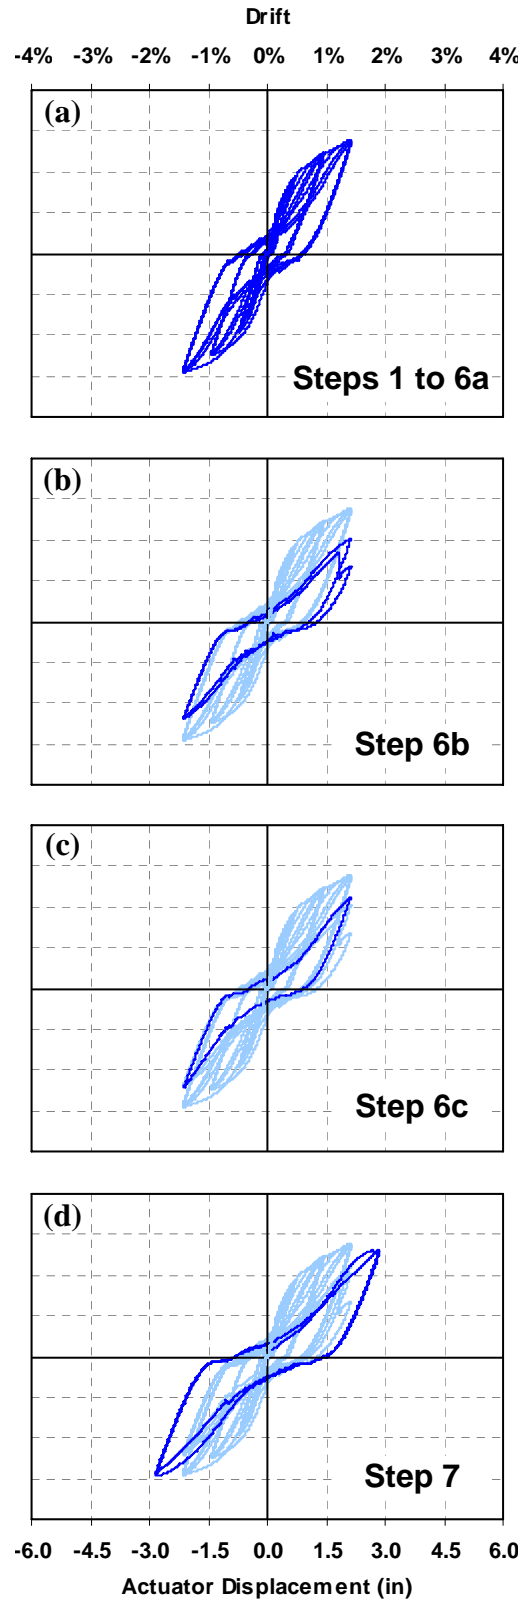 Drift
-4% -3% -2% -1% 0% 1% 2% 3% 4%
(a)
Steps 1 to 6a
(b)
Step 6b
(c)
Step 6c
(d)
Step 7
-6.0 -4.5 -3.0 -1.5 0.0 1.5 3.0 4.5 6.0
Actuator Displacement (in)